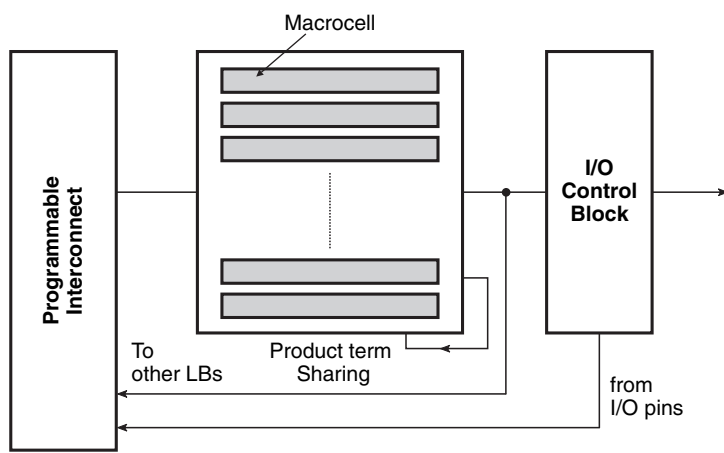 Macrocell
Programmable
Interconnect
I/O
Control
Block
To
other LBs
Product term
Sharing
from
I/O pins